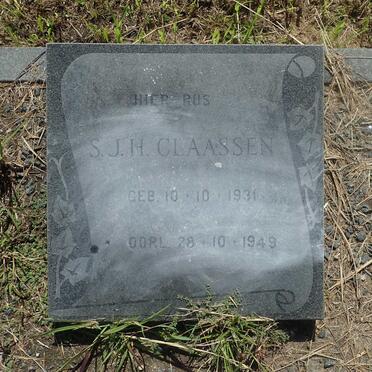 HIER RUS
S.J.H. CLAASSEN
GEB. 10-10-1931
OORL. 28-10-1949